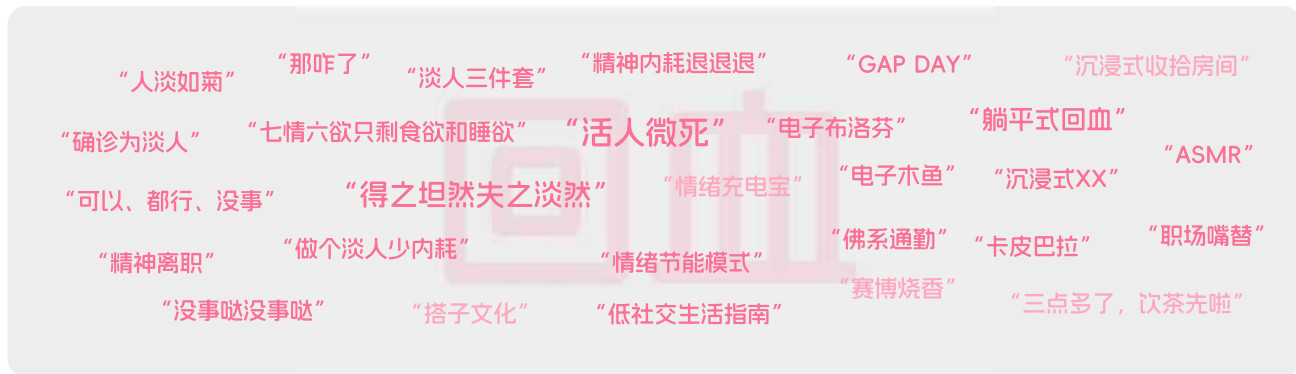 “人淡如菊”
“那咋了”
“淡人三件套”
“精神内耗退退退”
“GAP DAY”
“沉浸式收拾房间”
“确诊为淡人”
“七情六欲只剩食欲和睡欲”
“活人微死”
“电子布洛芬”
“躺平式回血”
“ASMR”
“可以、都行、没事”
“得之坦然失之淡然”
“情绪充电宝”
“电子木鱼”
“沉浸式XX”
“精神离职”
“做个淡人少内耗”
“情绪节能模式”
“佛系通勤”
“卡皮巴拉”
“职场嘴替”
“没事哒没事哒”
“搭子文化”
“低社交生活指南”
“赛博烧香”
“三点多了，饮茶先啦”
回血